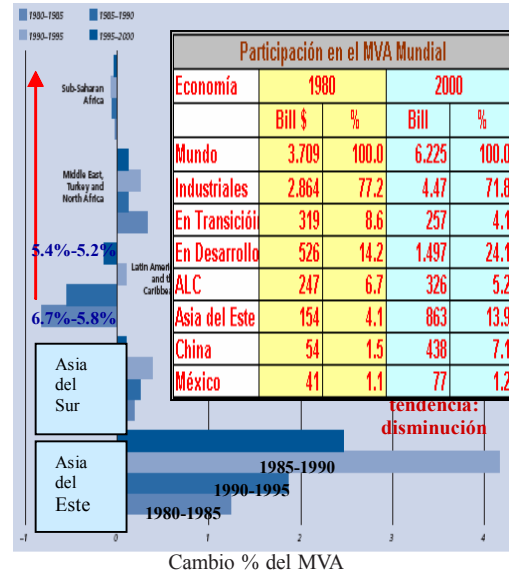 1980–1985 1985–1990
1990–1995 1995–2000
Participación en el MVA Mundial
Economía 1980 2000
Bill $ % Bill %
Mundo 3.709 100.0 6.225 100.0
Industriales 2.864 77.2 4.47 71.8
En Transición 319 8.6 257 4.1
En Desarrollo 526 14.2 1.497 24.1
ALC 247 6.7 326 5.2
Asia del Este 154 4.1 863 13.9
China 54 1.5 438 7.1
México 41 1.1 77 1.2
Sub-Saharan
Africa
Middle East,
Turkey and
North Africa
5.4%-5.2%
Latin Ameri
and th
Caribbe
6.7%-5.8%
tendencia:
disminución
Asia
del
Sur
Asia
del
Este
1985-1990
1990-1995
1980-1985
–1 0 1 2 3 4
Cambio % del MVA